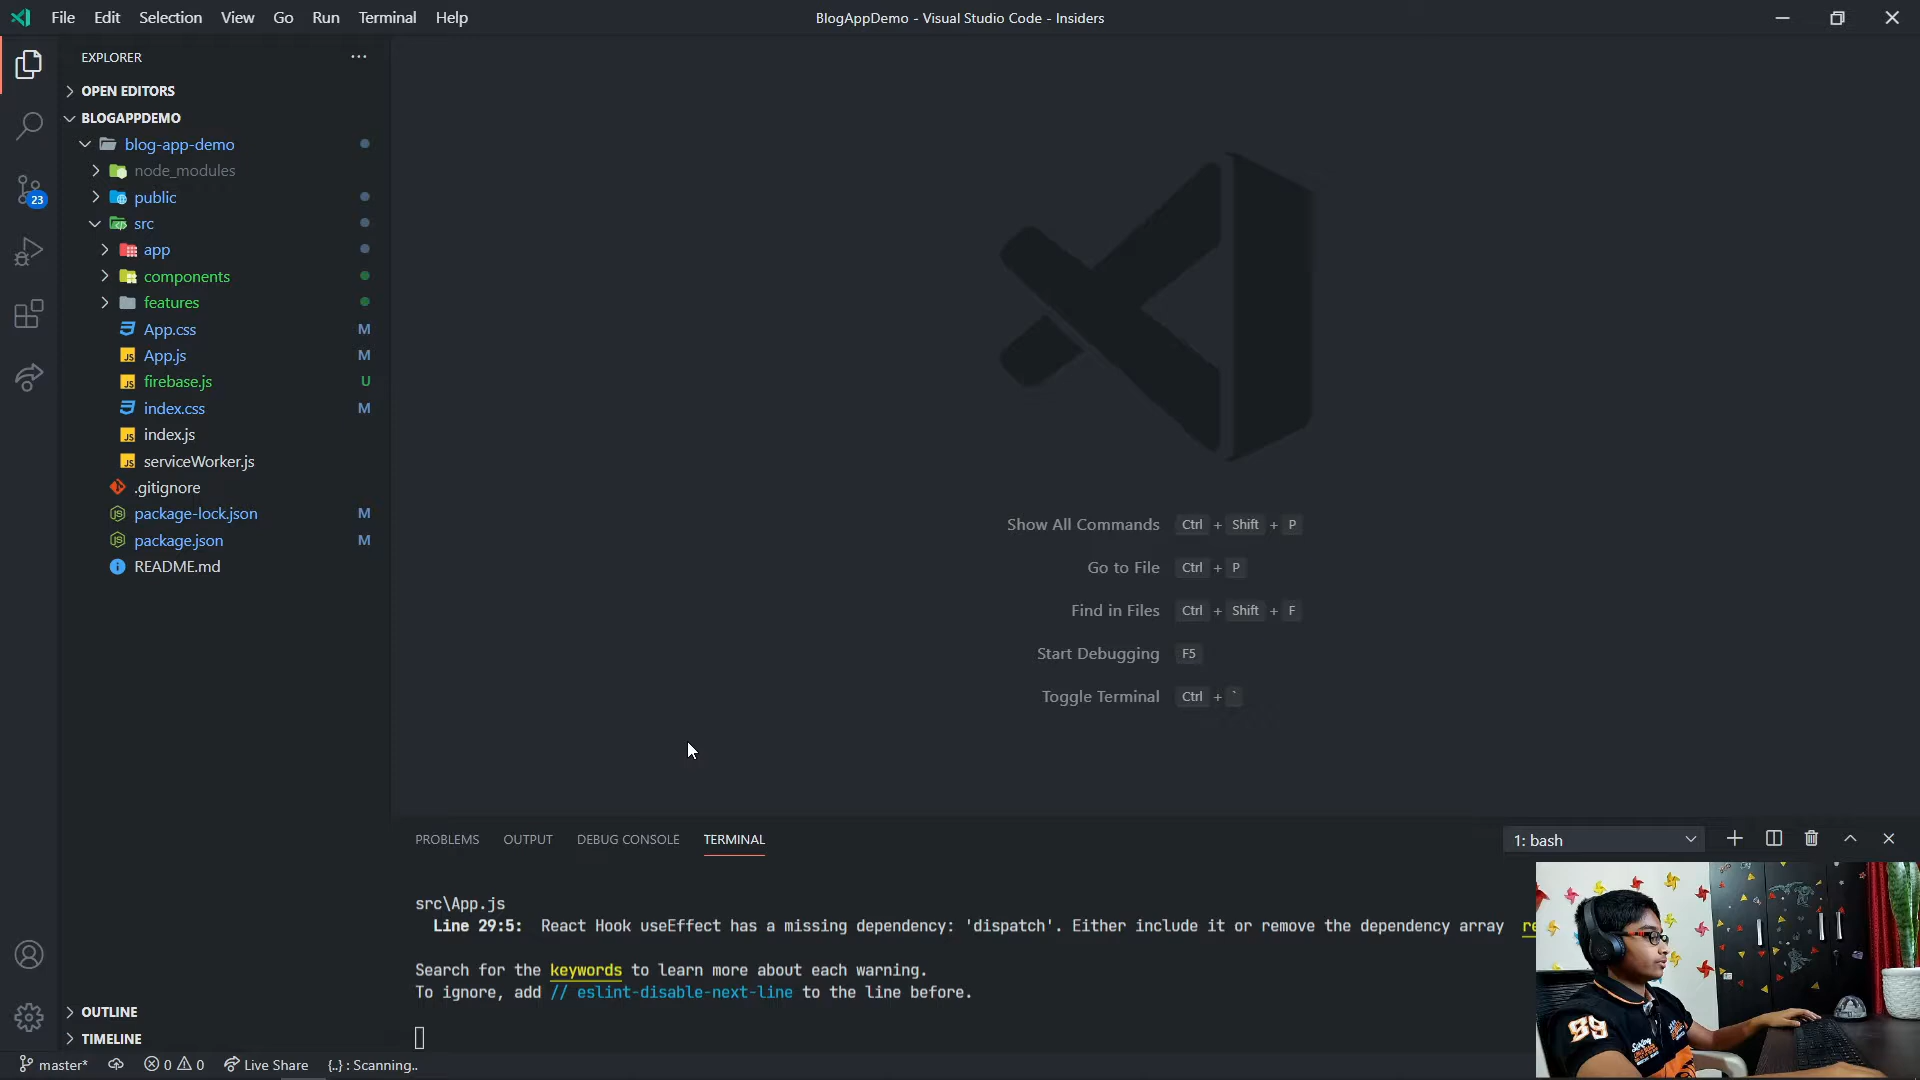 File Edit Selection View Go Run Terminal Help
BlogAppDemo - Visual Studio Code - Insiders
EXPLORER
OPEN EDITORS
BLOGAPPDEMO
blog-app-demo
node_modules
public
23
src
app
components
features
App.css M
App.js M
firebase.js U
index.css M
index.js
serviceWorker.js
.gitignore
package-lock.json M
package.json M
README.md
Show All Commands Ctrl + Shift + P
Go to File Ctrl + P
Find in Files Ctrl + Shift + F
Start Debugging F5
Toggle Terminal Ctrl + `
PROBLEMS OUTPUT DEBUG CONSOLE TERMINAL
1: bash
src\App.js
Line 29:5: React Hook useEffect has a missing dependency: 'dispatch'. Either include it or remove the dependency array re
Search for the keywords to learn more about each warning.
To ignore, add // eslint-disable-next-line to the line before.
89
OUTLINE
TIMELINE
master* 0 0 Live Share {..} : Scanning..